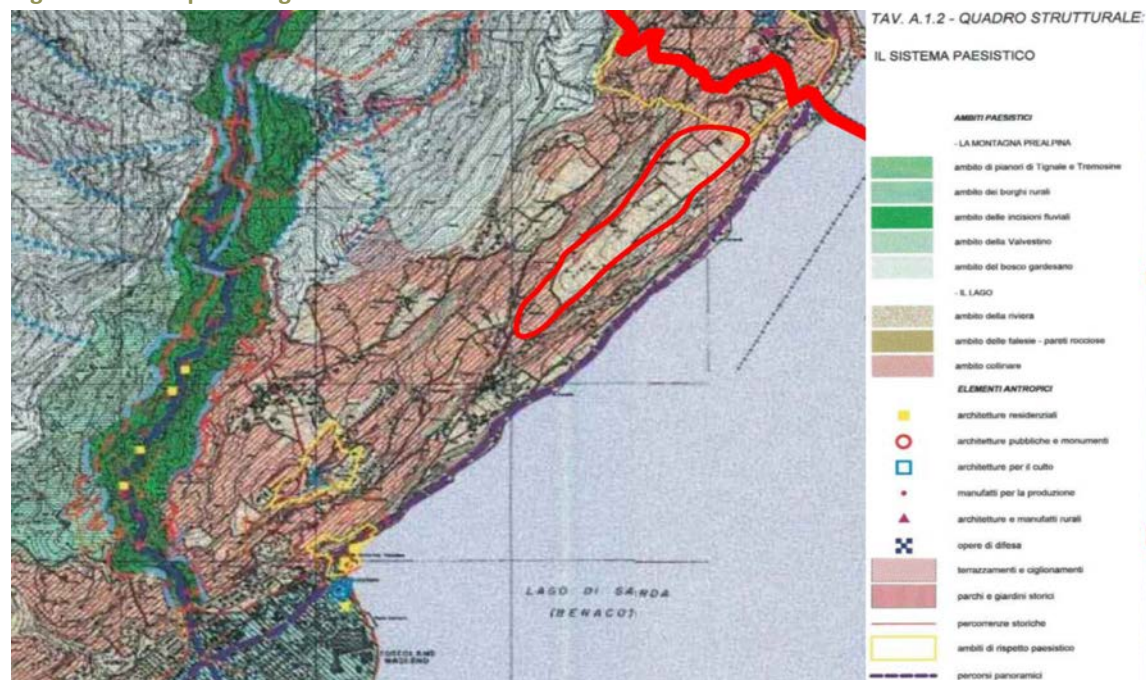 TAV. A.1.2 - QUADRO STRUTTURALE:
IL SISTEMA PAESISTICO
AMBITI PAESISTICI
- LA MONTAGNA PREALPINA
ambito di pianori di Tignale e Tremosine
ambito dei borghi rurali
ambito delle incisioni fluviali
ambito della Valvestino
ambito del bosco gardesano
- IL LAGO
ambito della riviera
ambito delle falesie - pareti rocciose
ambito collinare
ELEMENTI ANTROPICI
architetture residenziali
architetture pubbliche e monumenti
architetture per il culto
manufatti per la produzione
architetture e manufatti rurali
opere di difesa
terrazzamenti e ciglionamenti
parchi e giardini storici
percorrenze storiche
ambiti di rispetto paesistico
percorsi panoramici
LAGO DI GARDA
(BENACO)
TOSCOLANO
MADERNO